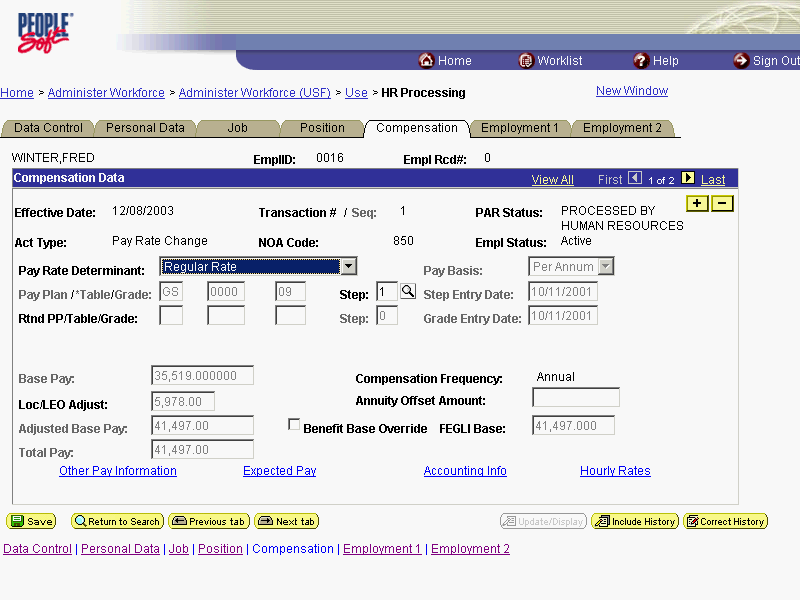 PEOPLE
Soft
Home Worklist Help Sign Out
Home > Administer Workforce > Administer Workforce (USF) > Use > HR Processing New Window
Data Control Personal Data Job Position Compensation Employment 1 Employment 2
WINTER,FRED EmplID: 0016 Empl Rcd#: 0
Compensation Data View All First 1 of 2 Last
Effective Date: 12/08/2003 Transaction # / Seq: 1 PAR Status: PROCESSED BY
HUMAN RESOURCES
Act Type: Pay Rate Change NOA Code: 850 Empl Status: Active
Pay Rate Determinant: Regular Rate Pay Basis: Per Annum
Pay Plan /*Table/Grade: GS 0000 09 Step: 1 Step Entry Date: 10/11/2001
Rtnd PP/Table/Grade: Step: 0 Grade Entry Date: 10/11/2001
Base Pay: 35,519.000000 Compensation Frequency: Annual
Loc/LEO Adjust: 5,978.00 Annuity Offset Amount:
Adjusted Base Pay: 41,497.00 Benefit Base Override FEGLI Base: 41,497.000
Total Pay: 41,497.00
Other Pay Information Expected Pay Accounting Info Hourly Rates
Save Return to Search Previous tab Next tab Update/Display Include History Correct History
Data Control | Personal Data | Job | Position | Compensation | Employment 1 | Employment 2